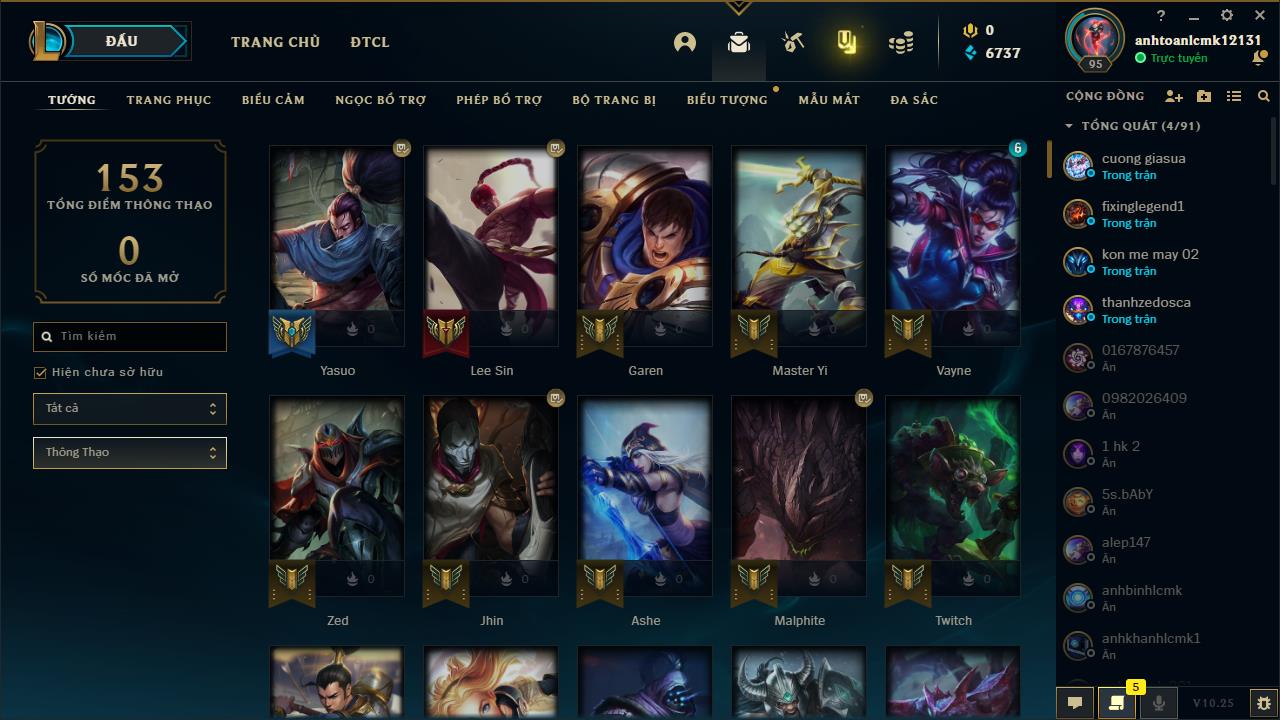 ĐẤU
TRANG CHỦ
ĐTCL
0
6737
?
anhtoanlcmk12131
Trực tuyến
95
TƯỚNG
TRANG PHỤC
BIỂU CẢM
NGỌC BỔ TRỢ
PHÉP BỔ TRỢ
BỘ TRANG BỊ
BIỂU TƯỢNG
MẪU MẮT
ĐA SẮC
CỘNG ĐỒNG
153
TỔNG ĐIỂM THÔNG THẠO
0
SỐ MỐC ĐÃ MỞ
Tìm kiếm
Hiện chưa sở hữu
Tất cả
Thông Thạo
6
0
0
0
0
0
Yasuo
Lee Sin
Garen
Master Yi
Vayne
0
0
0
0
0
Zed
Jhin
Ashe
Malphite
Twitch
TỔNG QUÁT (4/91)
cuong giasua
Trong trận
fixinglegend1
Trong trận
kon me may 02
Trong trận
thanhzedosca
Trong trận
0167876457
Ẩn
0982026409
Ẩn
1 hk 2
Ẩn
5s.bAbY
Ẩn
alep147
Ẩn
anhbinhlcmk
Ẩn
anhkhanhlcmk1
Ẩn
5
V10.25